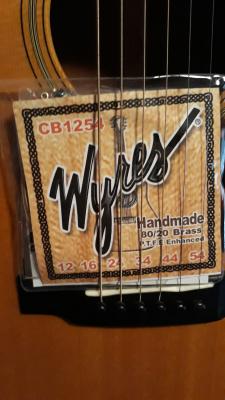 CB1254
Wyres
Handmade
80/20 Brass
P.T.F.E Enhanced
12-16-24-34-44-54